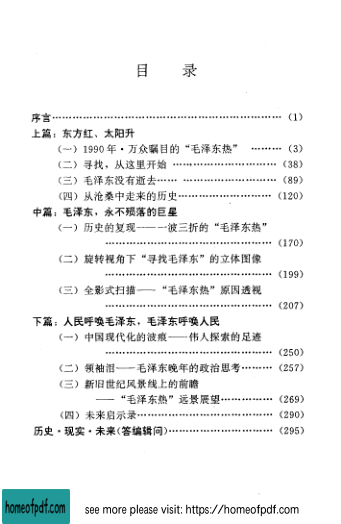 目 录
序言……………………………………………………(1)
上篇：东方红、太阳升
(一)1990年·万众瞩目的“毛泽东热” ………(3)
(二)寻找，从这里开始 …………………………(38)
(三)毛泽东没有逝去…… ………………………(89)
(四)从沧桑中走来的历史………………………(120)
中篇：毛泽东，永不殒落的巨星
(一)历史的复现——一波三折的“毛泽东热”
………………………………………………(170)
(二)旋转视角下“寻找毛泽东”的立体图像
………………………………………………(199)
(三)全影式扫描——“毛泽东热”原因透视
………………………………………………(207)
下篇：人民呼唤毛泽东，毛泽东呼唤人民
(一)中国现代化的波痕——伟人探索的足迹
………………………………………………(250)
(二)领袖泪——毛泽东晚年的政治思考………(257)
(三)新旧世纪风景线上的前瞻
——“毛泽东热”远景展望……………(269)
(四)未来启示录…………………………………(290)
历史·现实·未来(答编辑问)……………………(295)
homeofpdf.com
see more please visit: https://homeofpdf.com